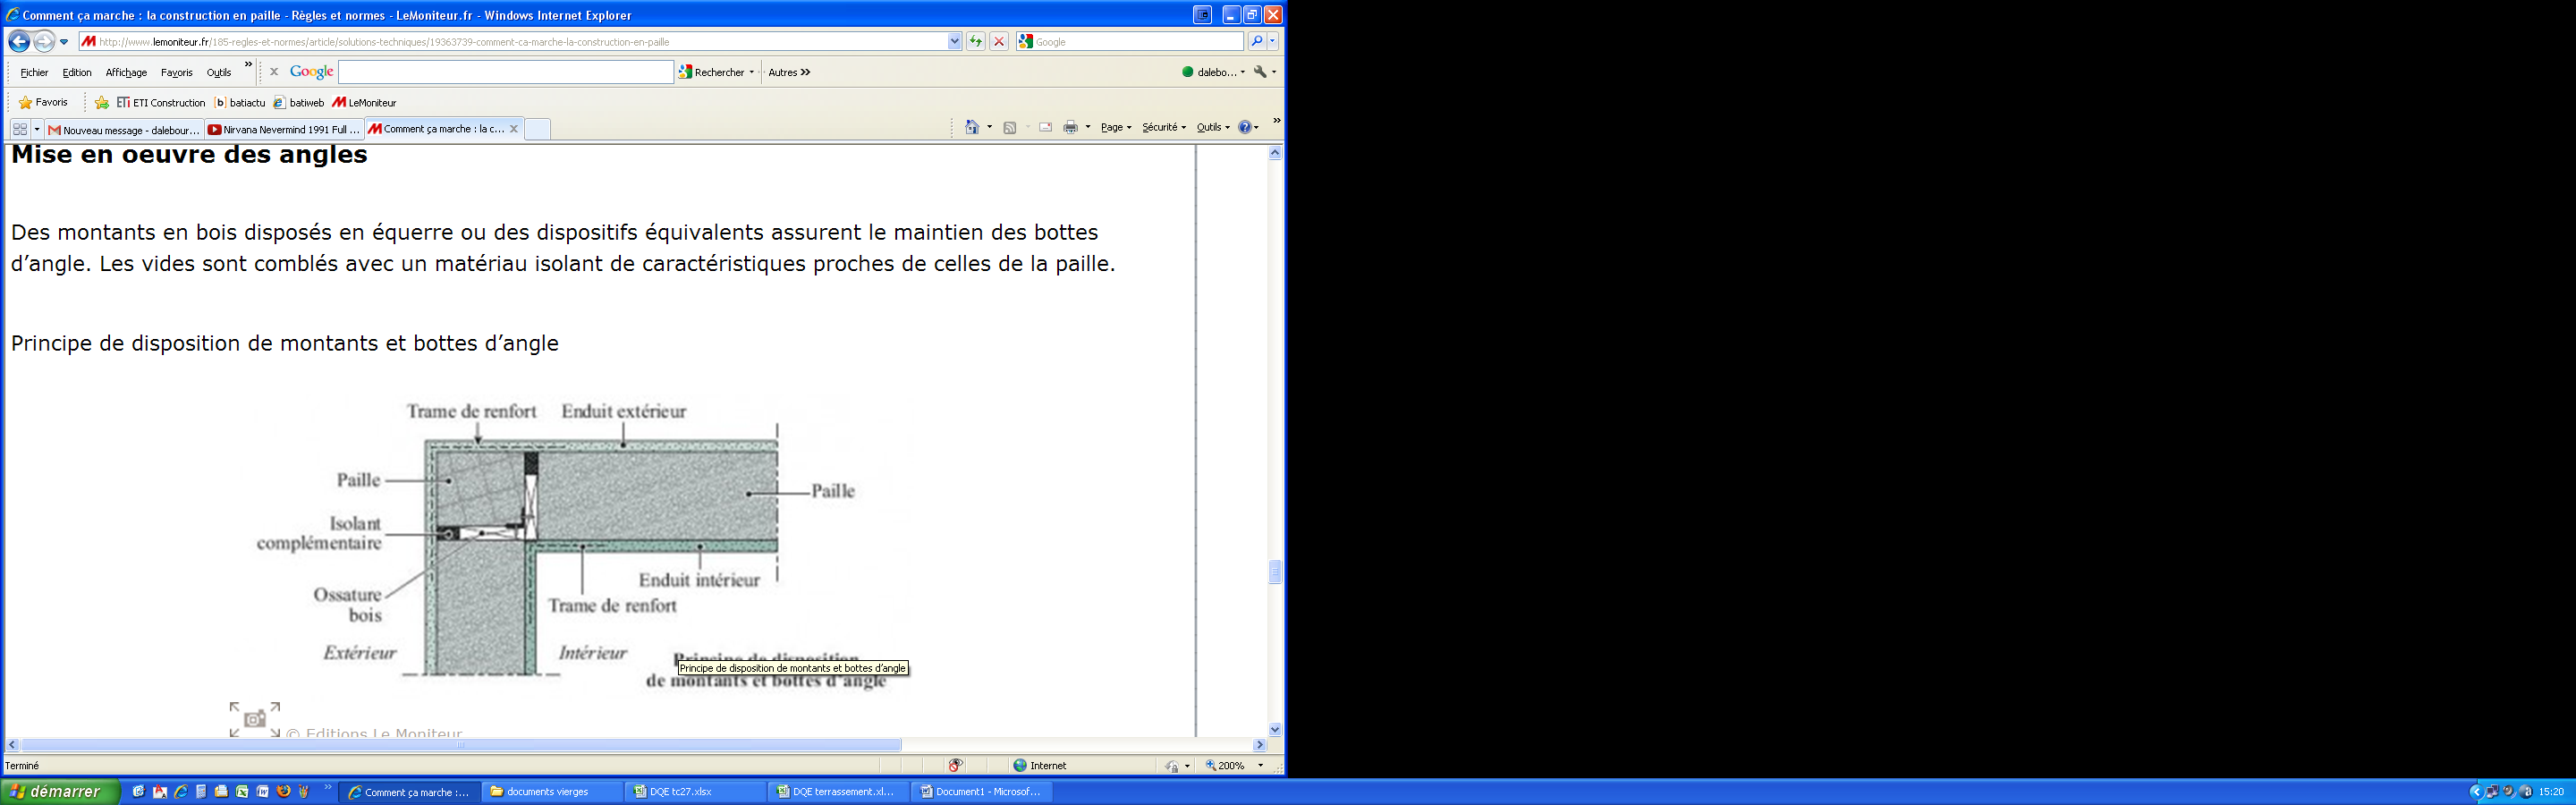 Comment ça marche : la construction en paille - Règles et normes - LeMoniteur.fr - Windows Internet Explorer
http://www.lemoniteur.fr/185-regles-et-normes/article/solutions-techniques/19363739-comment-ca-marche-la-construction-en-paille
Google
Fichier Edition Affichage Favoris Outils » x Google Rechercher Autres » dalebo...
Favoris ETI Construction batiactu batiweb LeMoniteur
Nouveau message - dalebour... Nirvana Nevermind 1991 Full ... Comment ça marche : la c... Page Sécurité Outils »
Mise en oeuvre des angles
Des montants en bois disposés en équerre ou des dispositifs équivalents assurent le maintien des bottes
d’angle. Les vides sont comblés avec un matériau isolant de caractéristiques proches de celles de la paille.
Principe de disposition de montants et bottes d’angle
Trame de renfort Enduit extérieur
Paille
Paille
Isolant
complémentaire
Enduit intérieur
Ossature
bois
Trame de renfort
Extérieur Intérieur
Principe de disposition
Principe de disposition de montants et bottes d'angle
de montants et bottes d'angle
© Editions Le Moniteur
Terminé Internet 200%
démarrer » Comment ça marche :... documents vierges DQE tc27.xlsx DQE terrassement.xl... Document1 - Microsof... 15:20